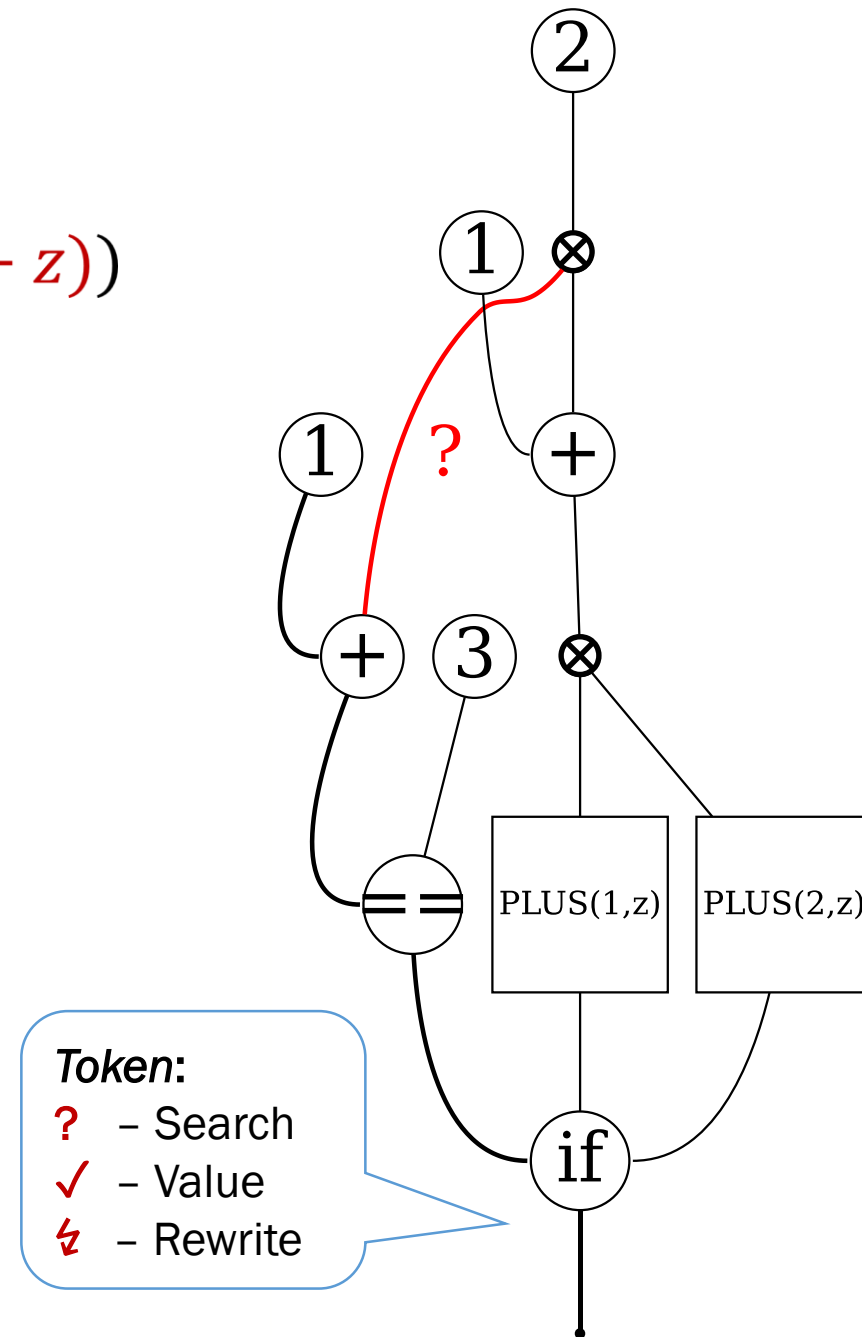 2
– z))
1
⊗
1
?
+
+
3
⊗
==
PLUS(1,z)
PLUS(2,z)
Token:
? – Search
✓ – Value
↯ – Rewrite
if